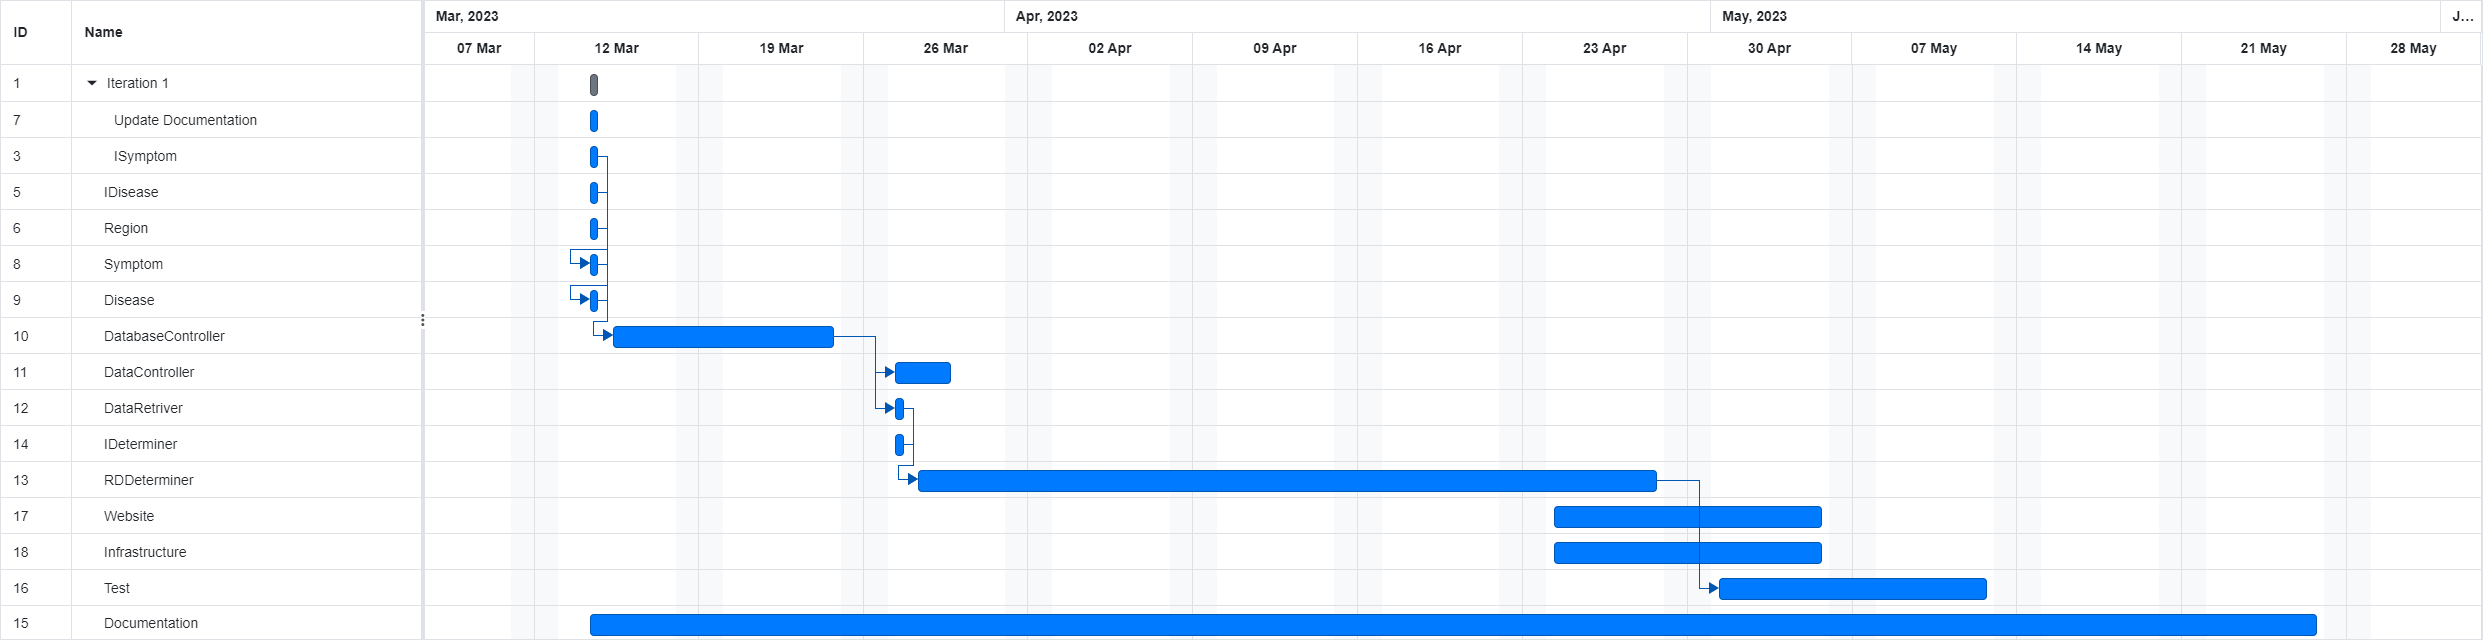 ID Name Mar, 2023 Apr, 2023 May, 2023 J...
07 Mar 12 Mar 19 Mar 26 Mar 02 Apr 09 Apr 16 Apr 23 Apr 30 Apr 07 May 14 May 21 May 28 May
1 Iteration 1
7 Update Documentation
3 ISymptom
5 IDisease
6 Region
8 Symptom
9 Disease
10 DatabaseController
11 DataController
12 DataRetriver
14 IDeterminer
13 RDDeterminer
17 Website
18 Infrastructure
16 Test
15 Documentation